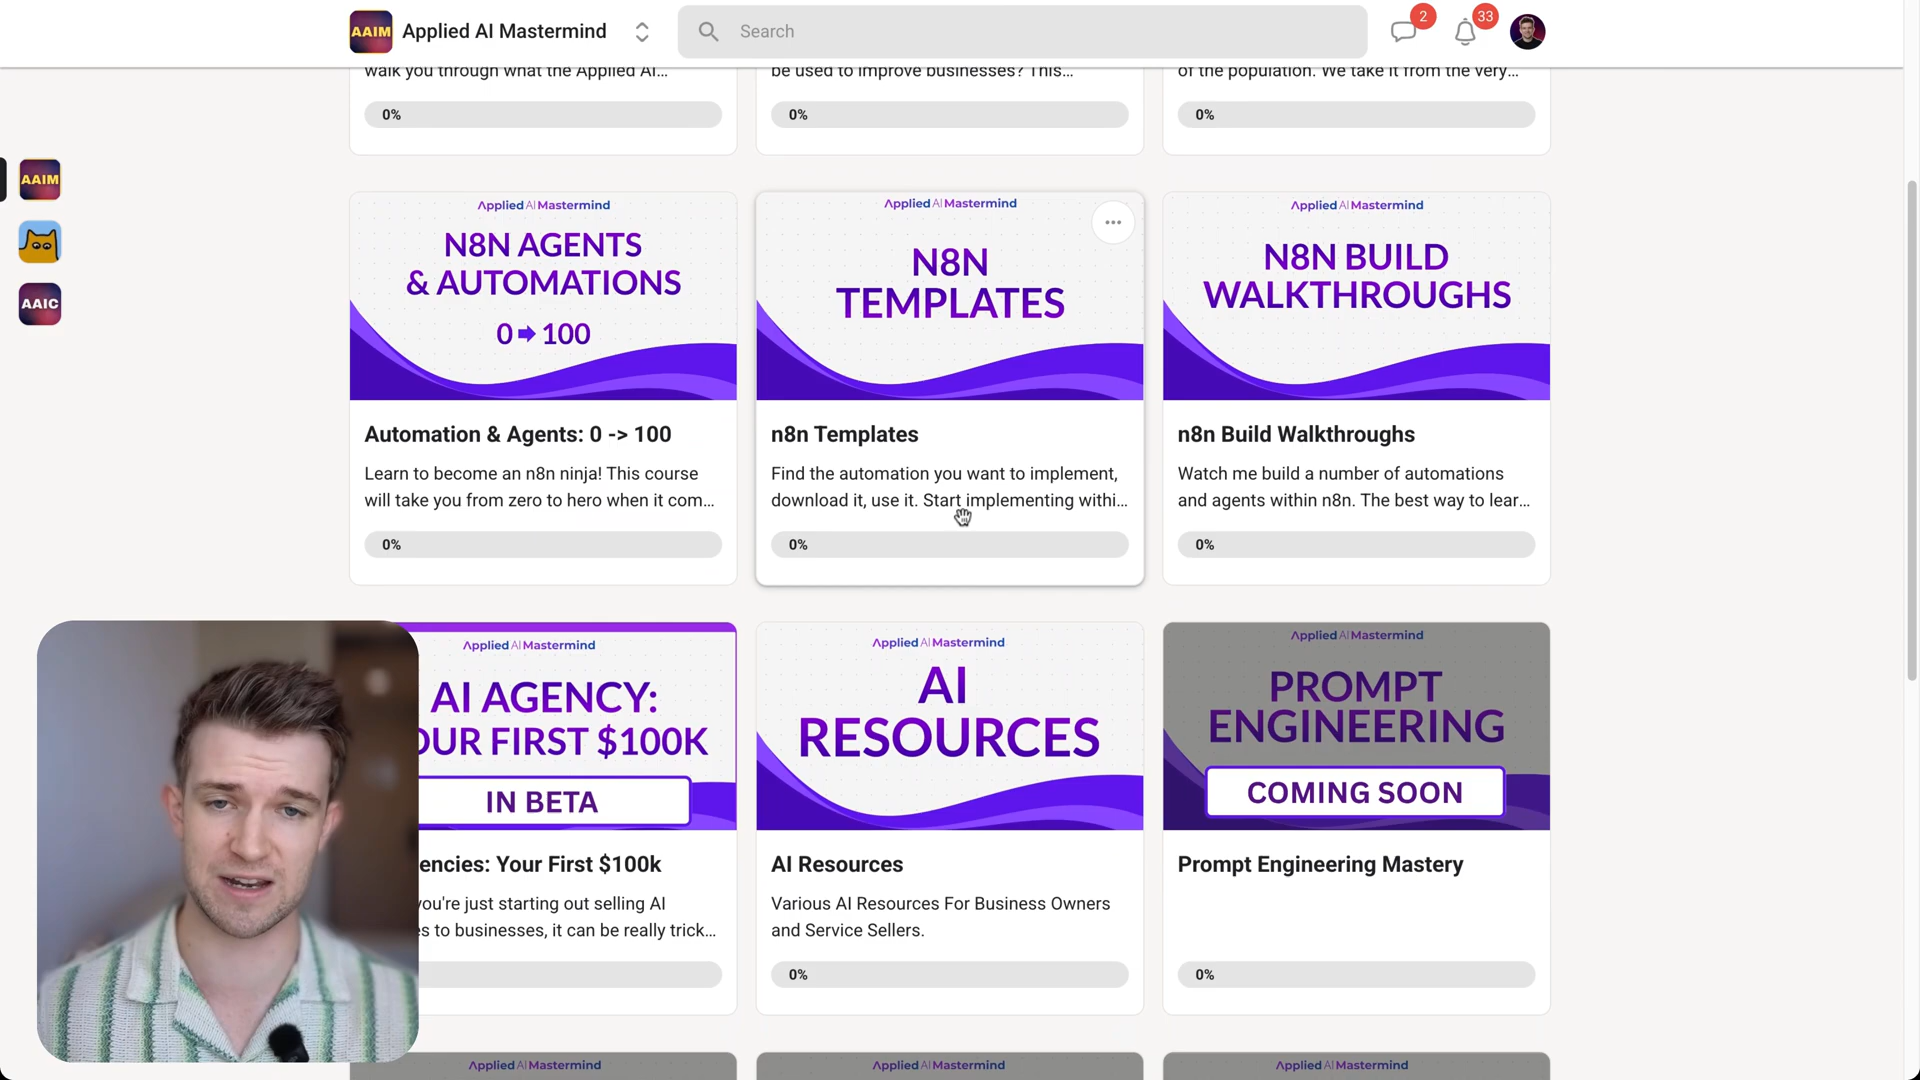 AAIM
Applied AI Mastermind
Search
2
33
walk you through what the Applied AI...
be used to improve businesses? This...
of the population. We take it from the very...
0%
0%
0%
AAIM
AAIC
Applied AI Mastermind
N8N AGENTS
& AUTOMATIONS
0 100
Automation & Agents: 0 -> 100
Learn to become an n8n ninja! This course
will take you from zero to hero when it com...
0%
Applied AI Mastermind
N8N
TEMPLATES
n8n Templates
Find the automation you want to implement,
download it, use it. Start implementing withi...
0%
Applied AI Mastermind
N8N BUILD
WALKTHROUGHS
n8n Build Walkthroughs
Watch me build a number of automations
and agents within n8n. The best way to lear...
0%
Applied AI Mastermind
AI AGENCY:
OUR FIRST $100K
IN BETA
encies: Your First $100k
you're just starting out selling AI
es to businesses, it can be really trick...
Applied AI Mastermind
AI
RESOURCES
AI Resources
Various AI Resources For Business Owners
and Service Sellers.
0%
Applied AI Mastermind
PROMPT
ENGINEERING
COMING SOON
Prompt Engineering Mastery
0%
Applied AI Mastermind
Applied AI Mastermind
Applied AI Mastermind